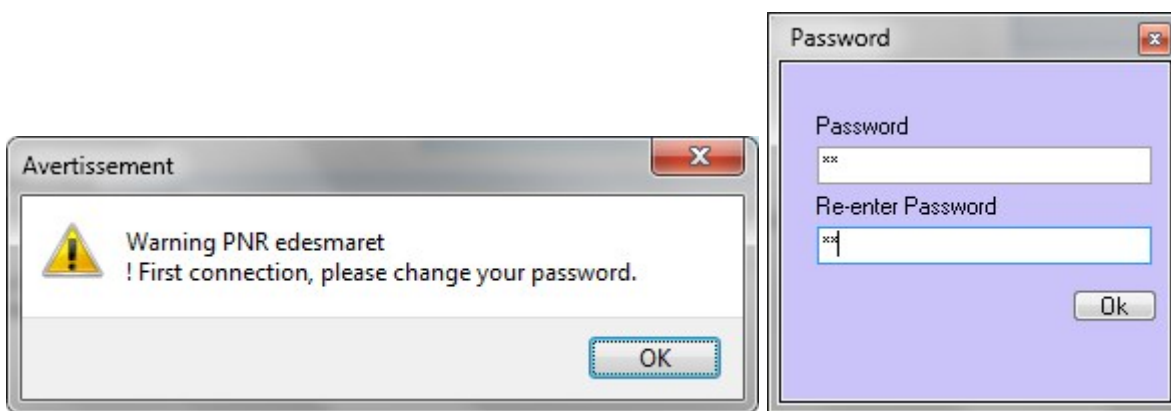 Avertissement
Warning PNR edesmaret
! First connection, please change your password.
OK
Password
Password
**
Re-enter Password
**
Ok